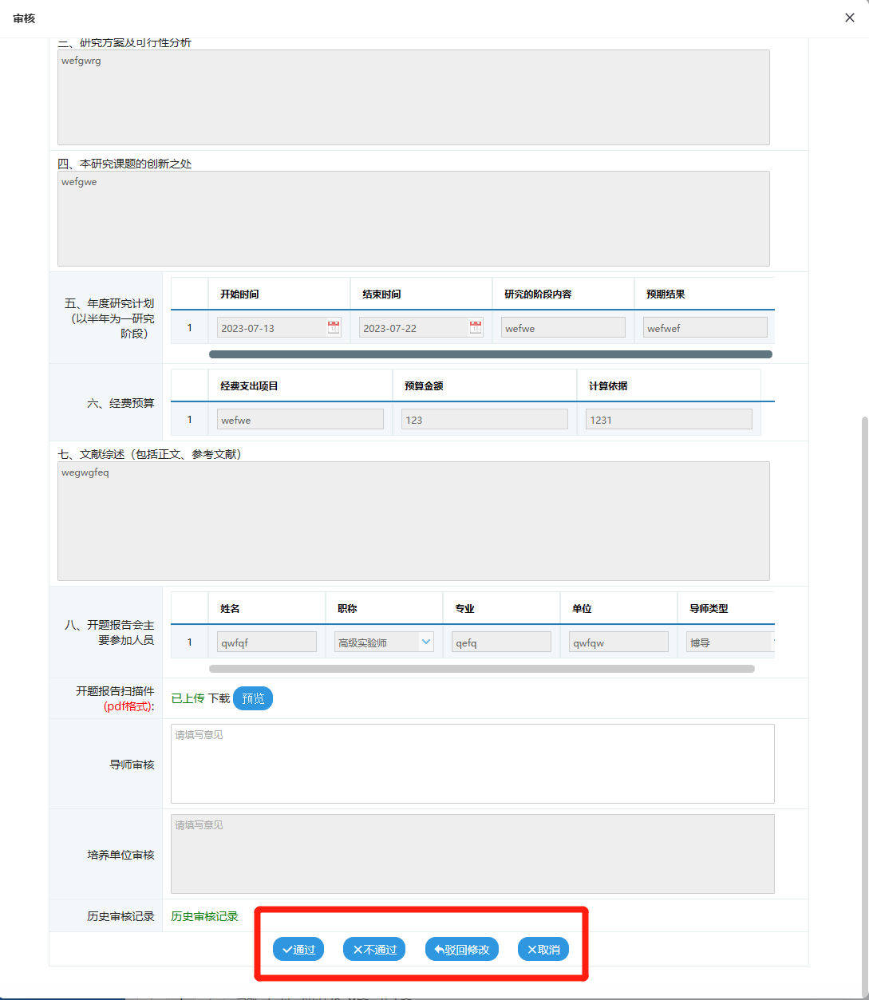 审核
三、研究方案及可行性分析
wefgwrg
四、本研究课题的创新之处
wefgwe
开始时间 结束时间 研究的阶段内容 预期结果
五、年度研究计划
（以半年为一研究
阶段）
1 2023-07-13 2023-07-22 wefwe wefwef
经费支出项目 预算金额 计算依据
六、经费预算
1 wefwe 123 1231
七、文献综述（包括正文、参考文献）
wegwgfeq
姓名 职称 专业 单位 导师类型
八、开题报告会主
要参加人员
1 qwfqf 高级实验师 qefq qwfqw 博导
开题报告扫描件
(pdf格式):
已上传 下载 预览
请填写意见
导师审核
请填写意见
培养单位审核
历史审核记录 历史审核记录
通过 不通过 驳回修改 取消